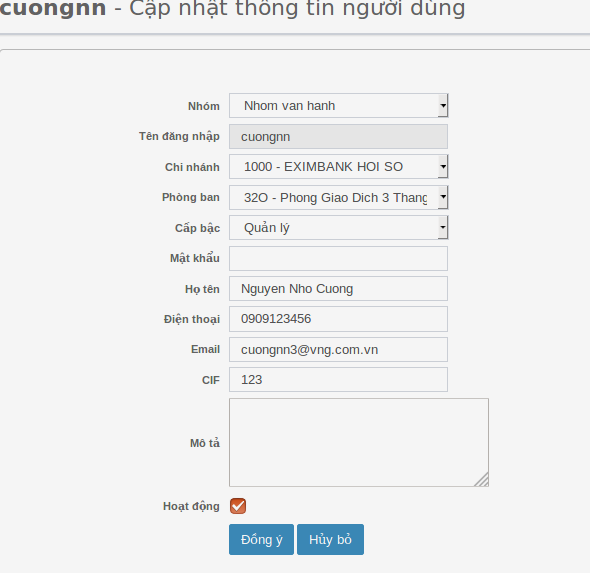 cuongnn - Cập nhật thông tin người dùng
Nhóm Nhom van hanh
Tên đăng nhập cuongnn
Chi nhánh 1000 - EXIMBANK HOI SO
Phòng ban 32O - Phong Giao Dich 3 Thang
Cấp bậc Quản lý
Mật khẩu
Họ tên Nguyen Nho Cuong
Điện thoại 0909123456
Email cuongnn3@vng.com.vn
CIF 123
Mô tả
Hoạt động
Đồng ý Hủy bỏ